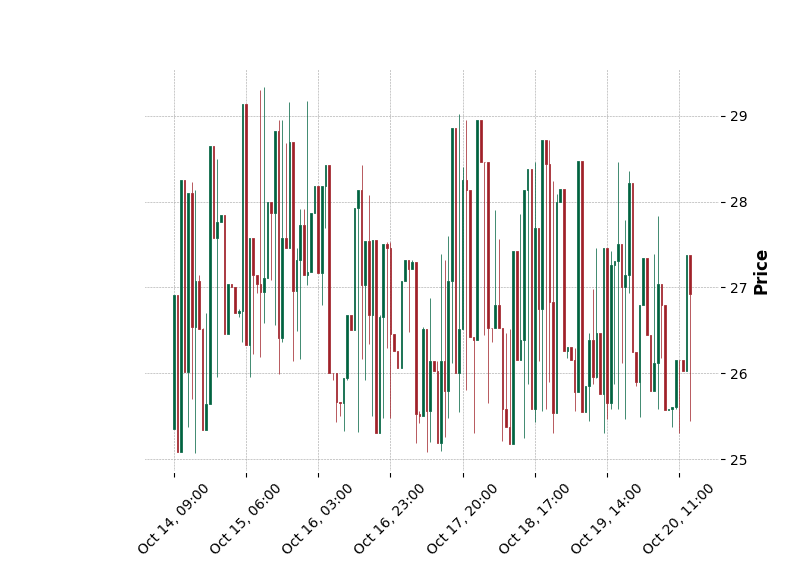 29
28
27
26
25
Price
Oct 14, 09:00
Oct 15, 06:00
Oct 16, 03:00
Oct 16, 23:00
Oct 17, 20:00
Oct 18, 17:00
Oct 19, 14:00
Oct 20, 11:00